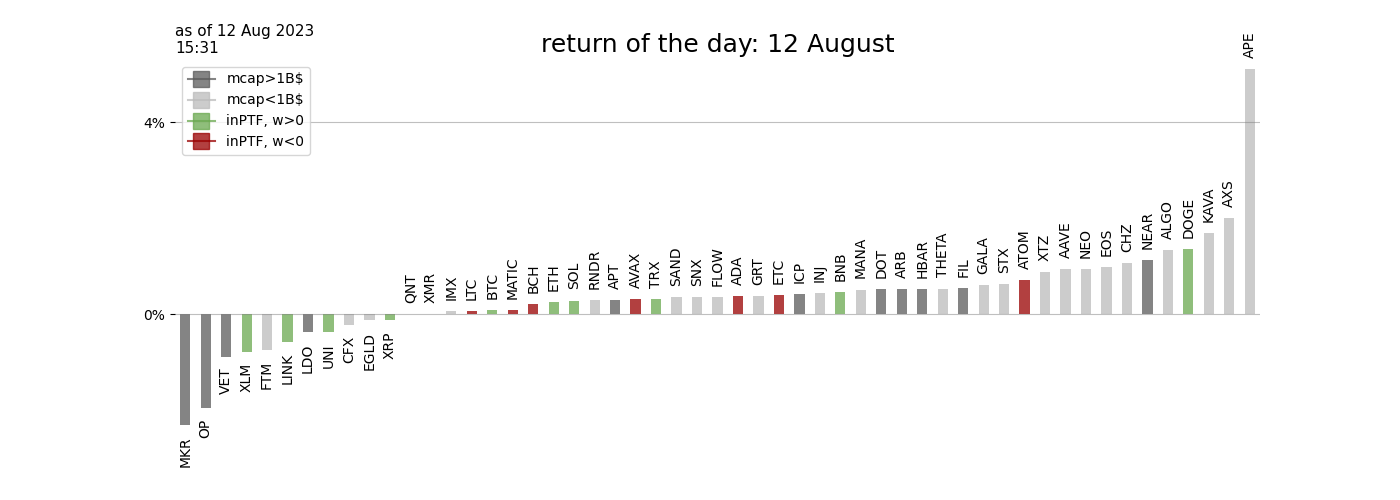 as of 12 Aug 2023
15:31
return of the day: 12 August
mcap>1B$
mcap<1B$
inPTF, w>0
inPTF, w<0
4%
0%
MKR
OP
VET
XLM
FTM
LINK
LDO
UNI
CFX
EGLD
XRP
QNT
XMR
IMX
LTC
BTC
MATIC
BCH
ETH
SOL
RNDR
APT
AVAX
TRX
SAND
SNX
FLOW
ADA
GRT
ETC
ICP
INJ
BNB
MANA
DOT
ARB
HBAR
THETA
FIL
GALA
STX
ATOM
XTZ
AAVE
NEO
EOS
CHZ
NEAR
ALGO
DOGE
KAVA
AXS
APE